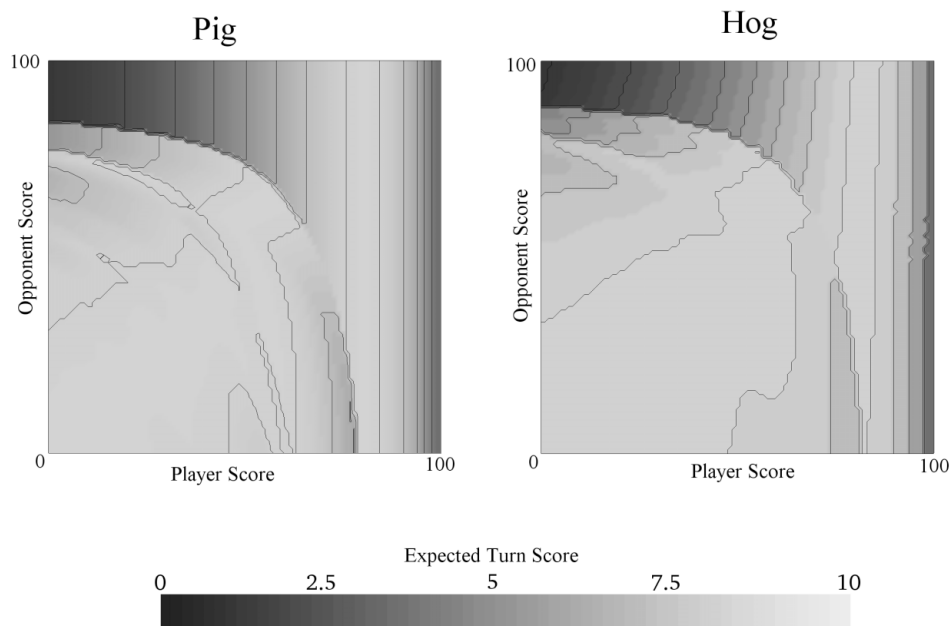 Pig
Hog
100
100
Opponent Score
Opponent Score
0
Player Score
100
0
Player Score
100
Expected Turn Score
0 2.5 5 7.5 10